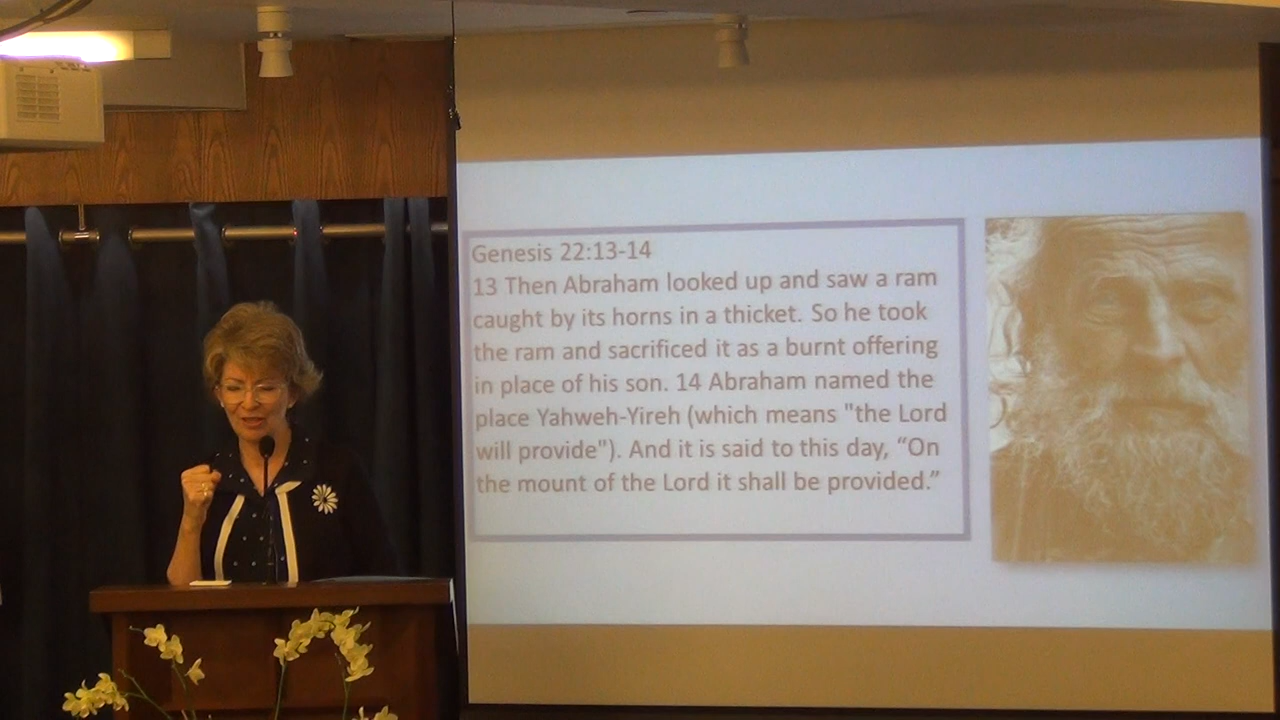 Genesis 22:13-14
13 Then Abraham looked up and saw a ram
caught by its horns in a thicket. So he took
the ram and sacrificed it as a burnt offering
in place of his son. 14 Abraham named the
place Yahweh-Yireh (which means "the Lord
will provide"). And it is said to this day, “On
the mount of the Lord it shall be provided.”